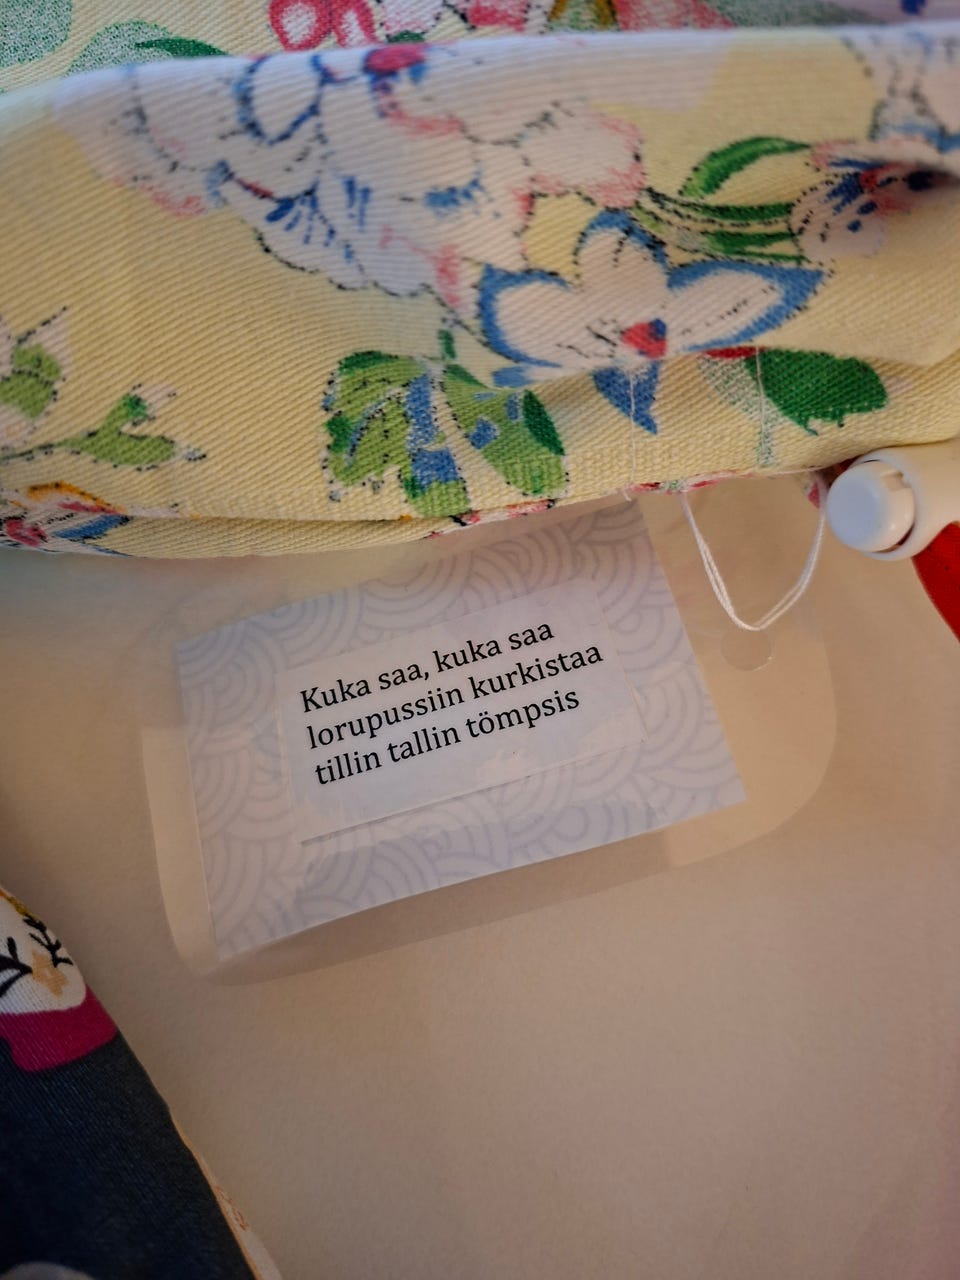 Kuka saa, kuka saa
lorupussiin kurkistaa
tillin tallin tömpsis